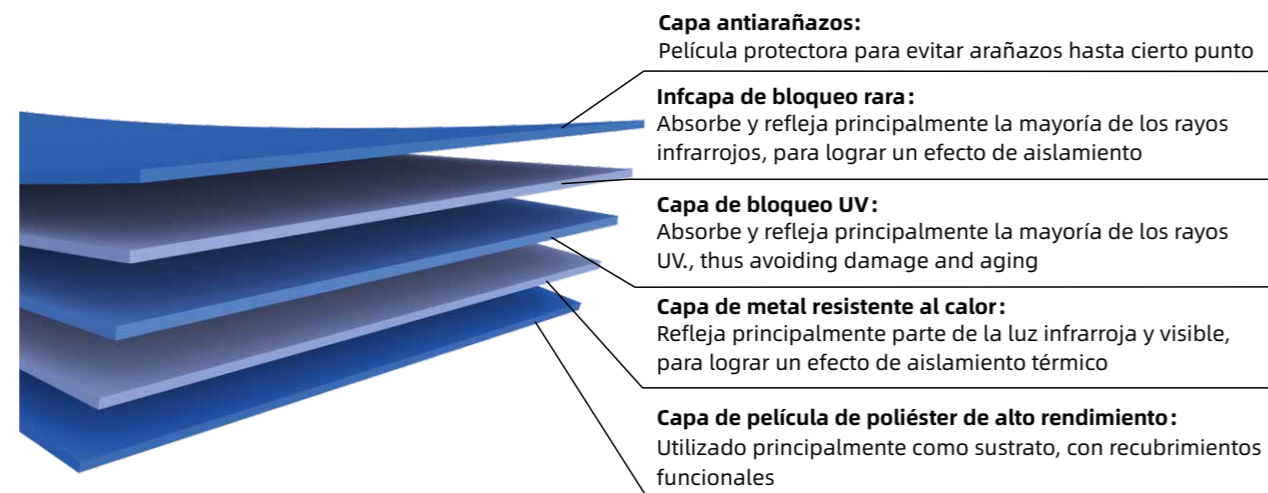 Capa antiarañazos:
Película protectora para evitar arañazos hasta cierto punto
Infcapa de bloqueo rara:
Absorbe y refleja principalmente la mayoría de los rayos
infrarrojos, para lograr un efecto de aislamiento
Capa de bloqueo UV:
Absorbe y refleja principalmente la mayoría de los rayos
UV., thus avoiding damage and aging
Capa de metal resistente al calor:
Refleja principalmente parte de la luz infrarroja y visible,
para lograr un efecto de aislamiento térmico
Capa de película de poliéster de alto rendimiento:
Utilizado principalmente como sustrato, con recubrimientos
funcionales